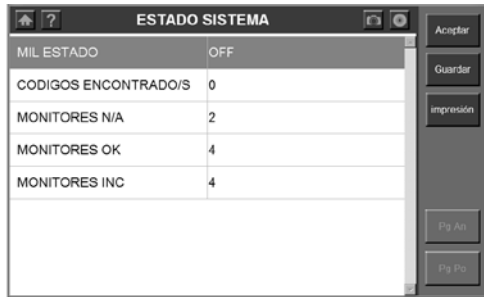 ? ESTADO SISTEMA
Aceptar
MIL ESTADO OFF
Guardar
CODIGOS ENCONTRADO/S 0
impresión
MONITORES N/A 2
MONITORES OK 4
MONITORES INC 4
Pg An
Pg Po